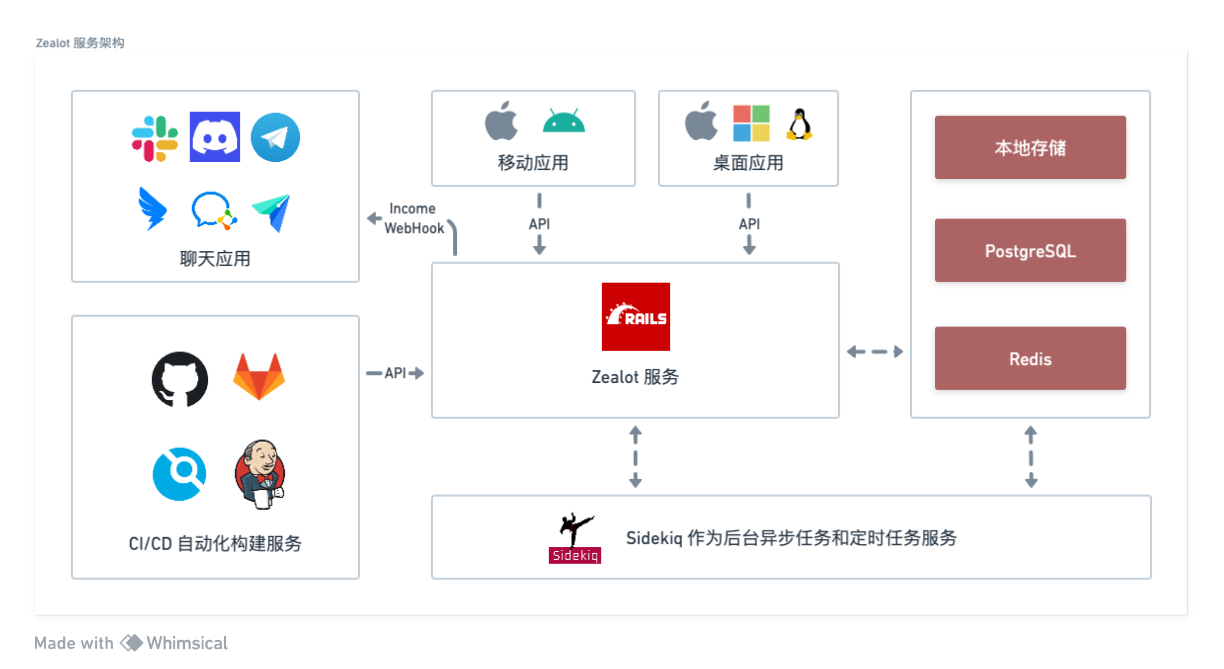 Zealot 服务架构
聊天应用
移动应用
桌面应用
本地存储
PostgreSQL
Redis
Income
WebHook
API
API
RAILS
Zealot 服务
API
CI/CD 自动化构建服务
Sidekiq
Sidekiq 作为后台异步任务和定时任务服务
Made with Whimsical